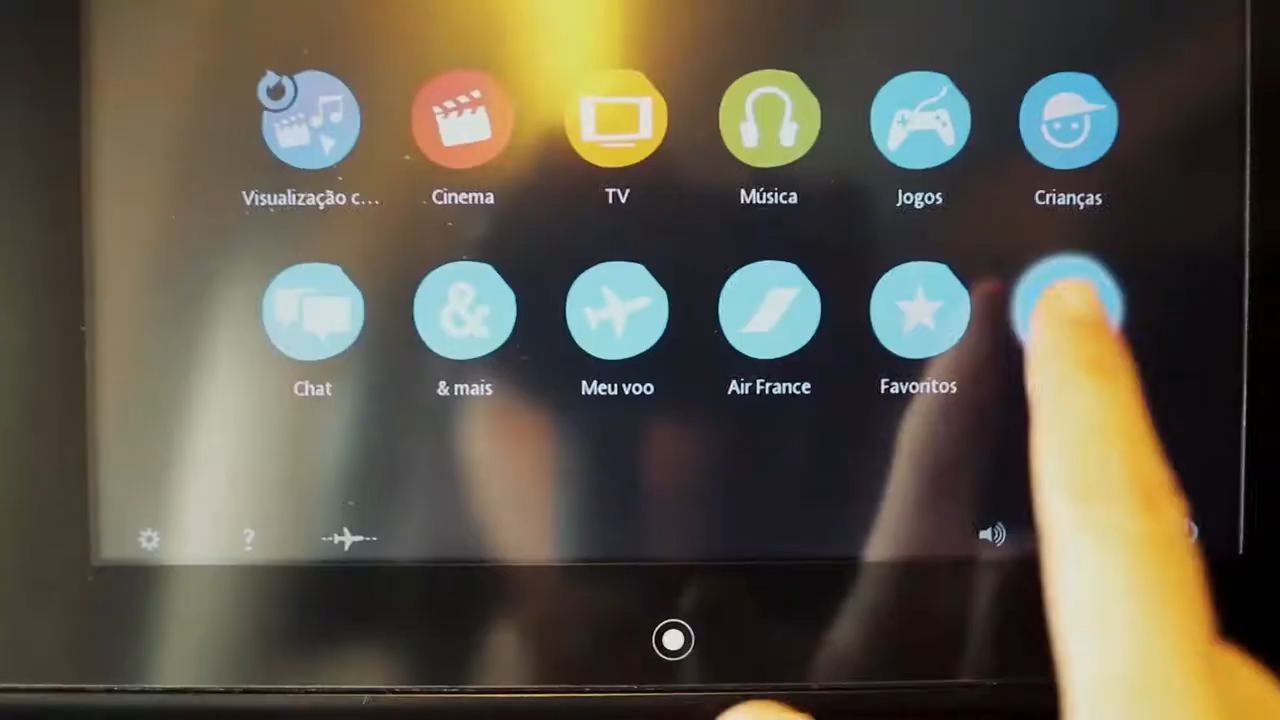 Visualização c...
Cinema
TV
Música
Jogos
Crianças
Chat
& mais
Meu voo
Air France
Favoritos
?